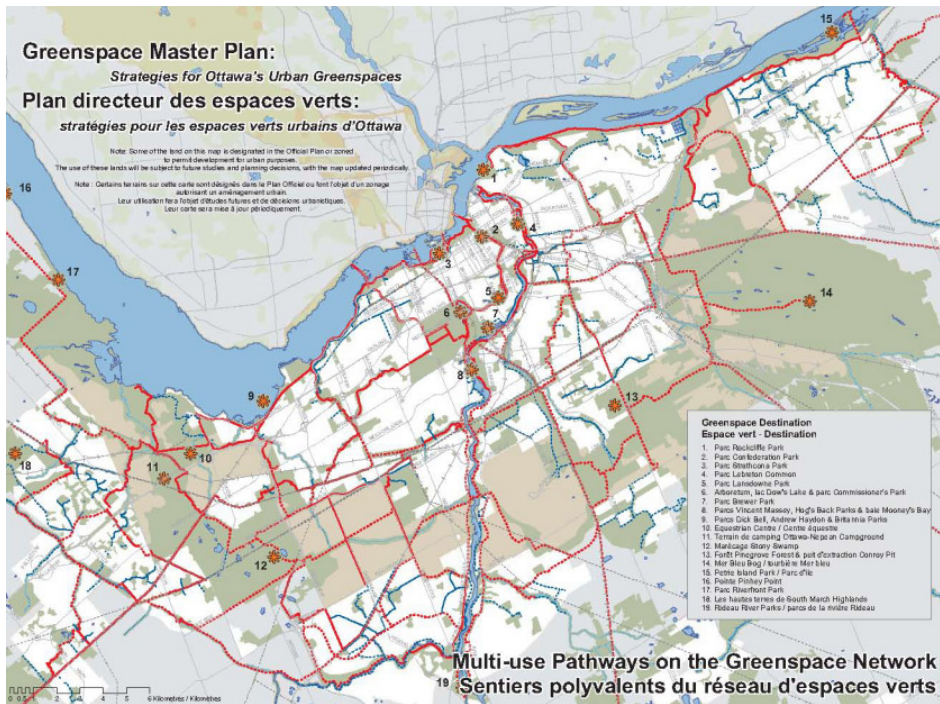 Greenspace Master Plan:
Strategies for Ottawa's Urban Greenspaces
Plan directeur des espaces verts:
stratégies pour les espaces verts urbains d'Ottawa
Note: Some of the land on this map is designated in the Official Plan or zoned
to permit development for urban purposes.
The use of these lands will be subject to future studies and planning decisions, with the map updated periodically.
Note : Certains terrains sur cette carte sont désignés dans le Plan Officiel ou font l'objet d'un zonage
autorisant un aménagement urbain.
Leur utilisation fera l'objet d'études futures et de décisions urbanistiques.
Leur carte sera mise à jour périodiquement.
15
16
1
4
2
3
17
14
5
6
7
8
9
13
10
18
11
12
19
Greenspace Destination
Espace vert - Destination
1. Parc Rockcliffe Park
2. Parc Confederation Park
3. Parc Strathcona Park
4. Parc Lebreton Common
5. Parc Lansdowne Park
6. Arboretum, lac Dow's Lake & parc Commissioner's Park
7. Parc Brewer Park
8. Parcs Vincent Massey, Hog's Back Parks & baie Mooney's Bay
9. Parcs Dick Bell, Andrew Haydon & Britannia Parks
10. Equestrian Centre / Centre équestre
11. Terrain de camping Ottawa-Nepean Campground
12. Marécage Stony Swamp
13. Forêt Pinegrove Forest & puit d'extraction Conroy Pit
14. Mer Bleu Bog / tourbière Mer bleu
15. Petrie Island Park / Parc d'île
16. Pointe Pinhey Point
17. Parc Riverfront Park
18. Les hautes terres de South March Highlands
19. Rideau River Parks / parcs de la rivière Rideau
Multi-use Pathways on the Greenspace Network
Sentiers polyvalents du réseau d'espaces verts
0 0.5 1 2 3 4 5 6 Kilometres / Kilomètres